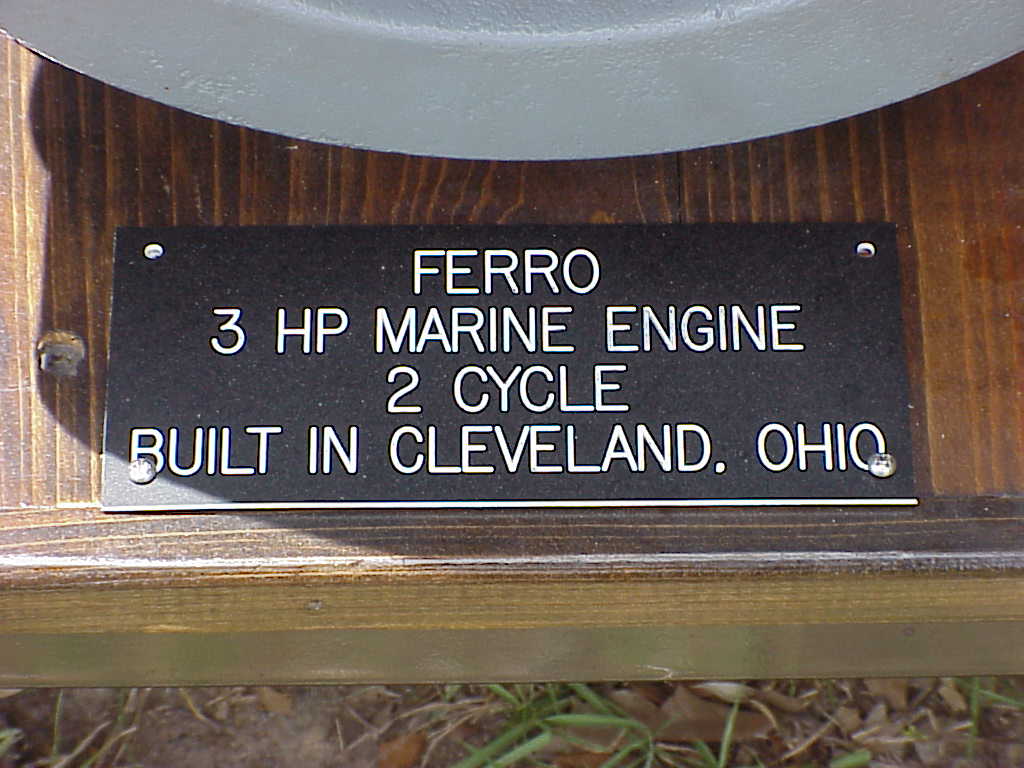 FERRO
3 HP MARINE ENGINE
2 CYCLE
BUILT IN CLEVELAND. OHIO